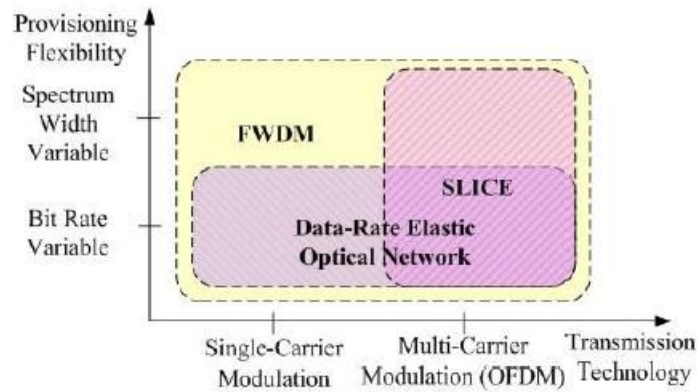 Provisioning
Flexibility
Spectrum
Width
Variable
FWDM
SLICE
Bit Rate
Variable
Data-Rate Elastic
Optical Network
Single-Carrier
Modulation
Multi-Carrier
Modulation (OFDM)
Transmission
Technology